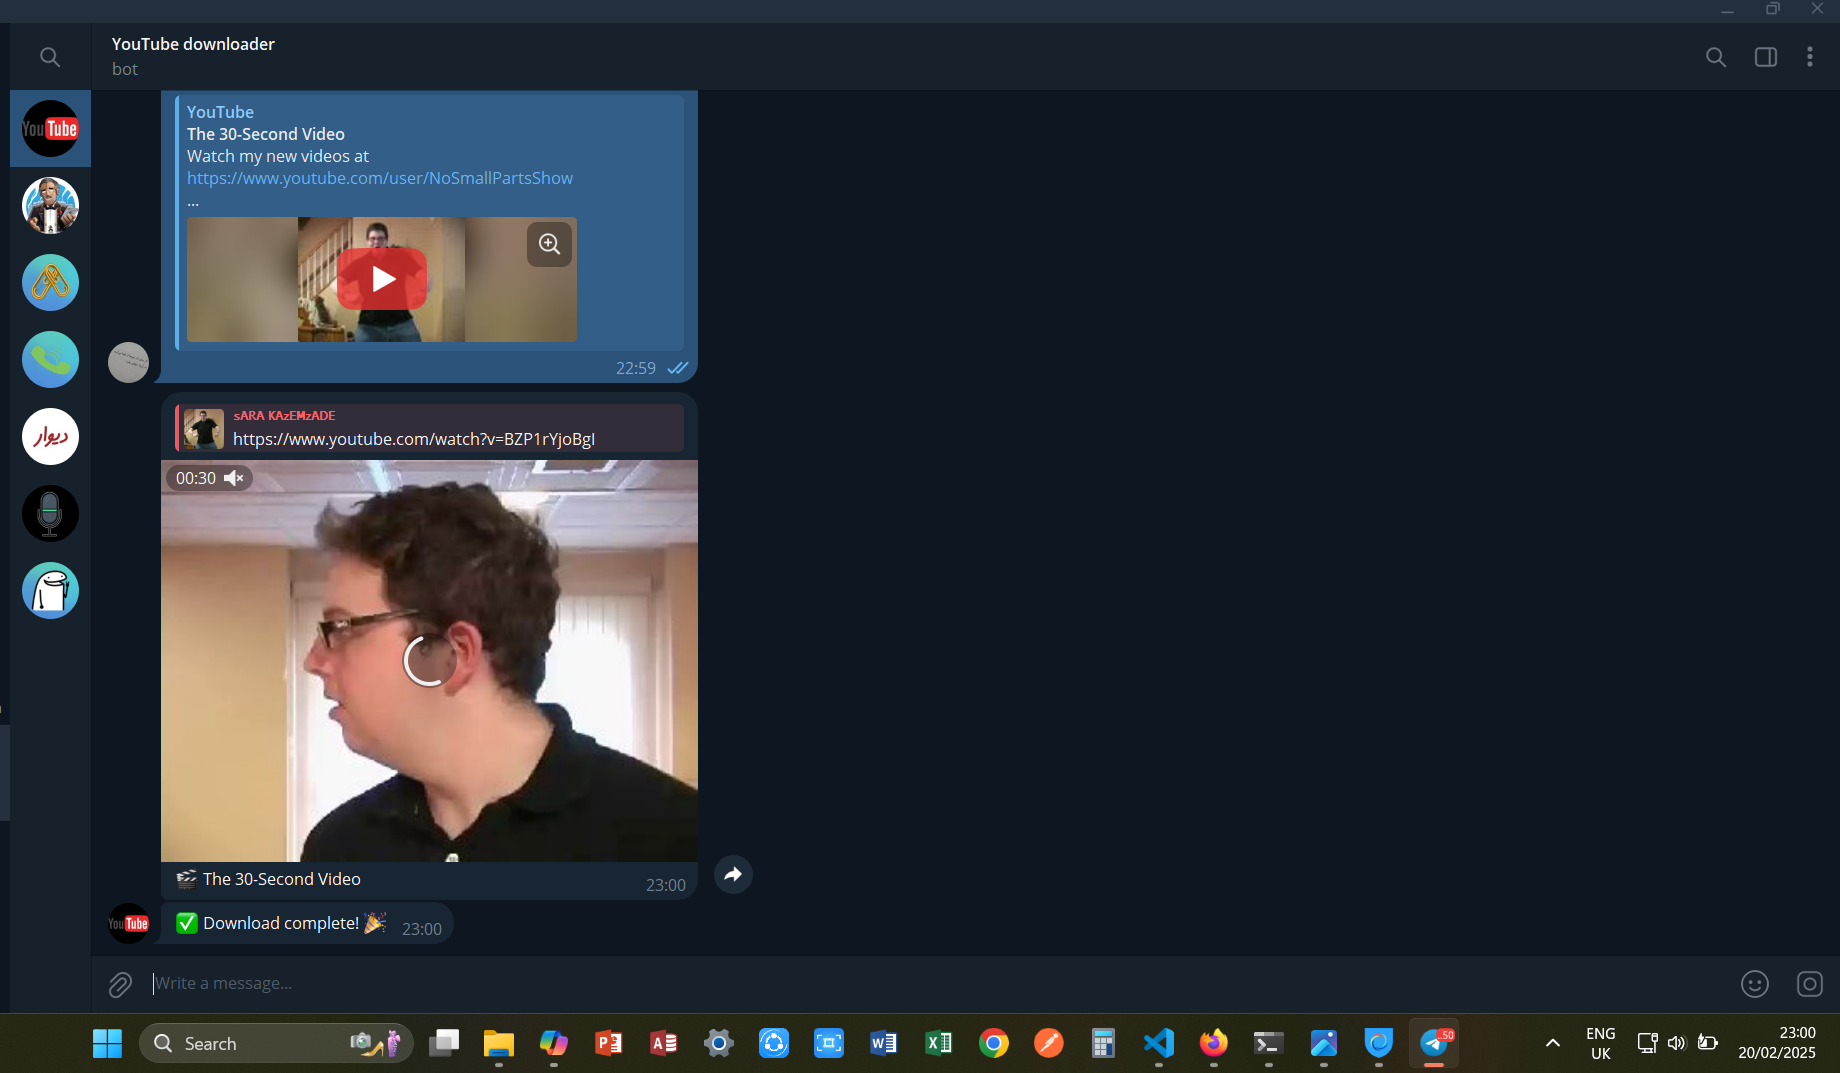 YouTube downloader
bot
YouTube
The 30-Second Video
Watch my new videos at
https://www.youtube.com/user/NoSmallPartsShow
...
22:59
sARA KAzEMzADE
https://www.youtube.com/watch?v=BZP1rYjoBgI
00:30
The 30-Second Video
23:00
Download complete!
23:00
Write a message...
YouTube
دیوار
YouTube
Search
.50
ENG
UK
23:00
20/02/2025